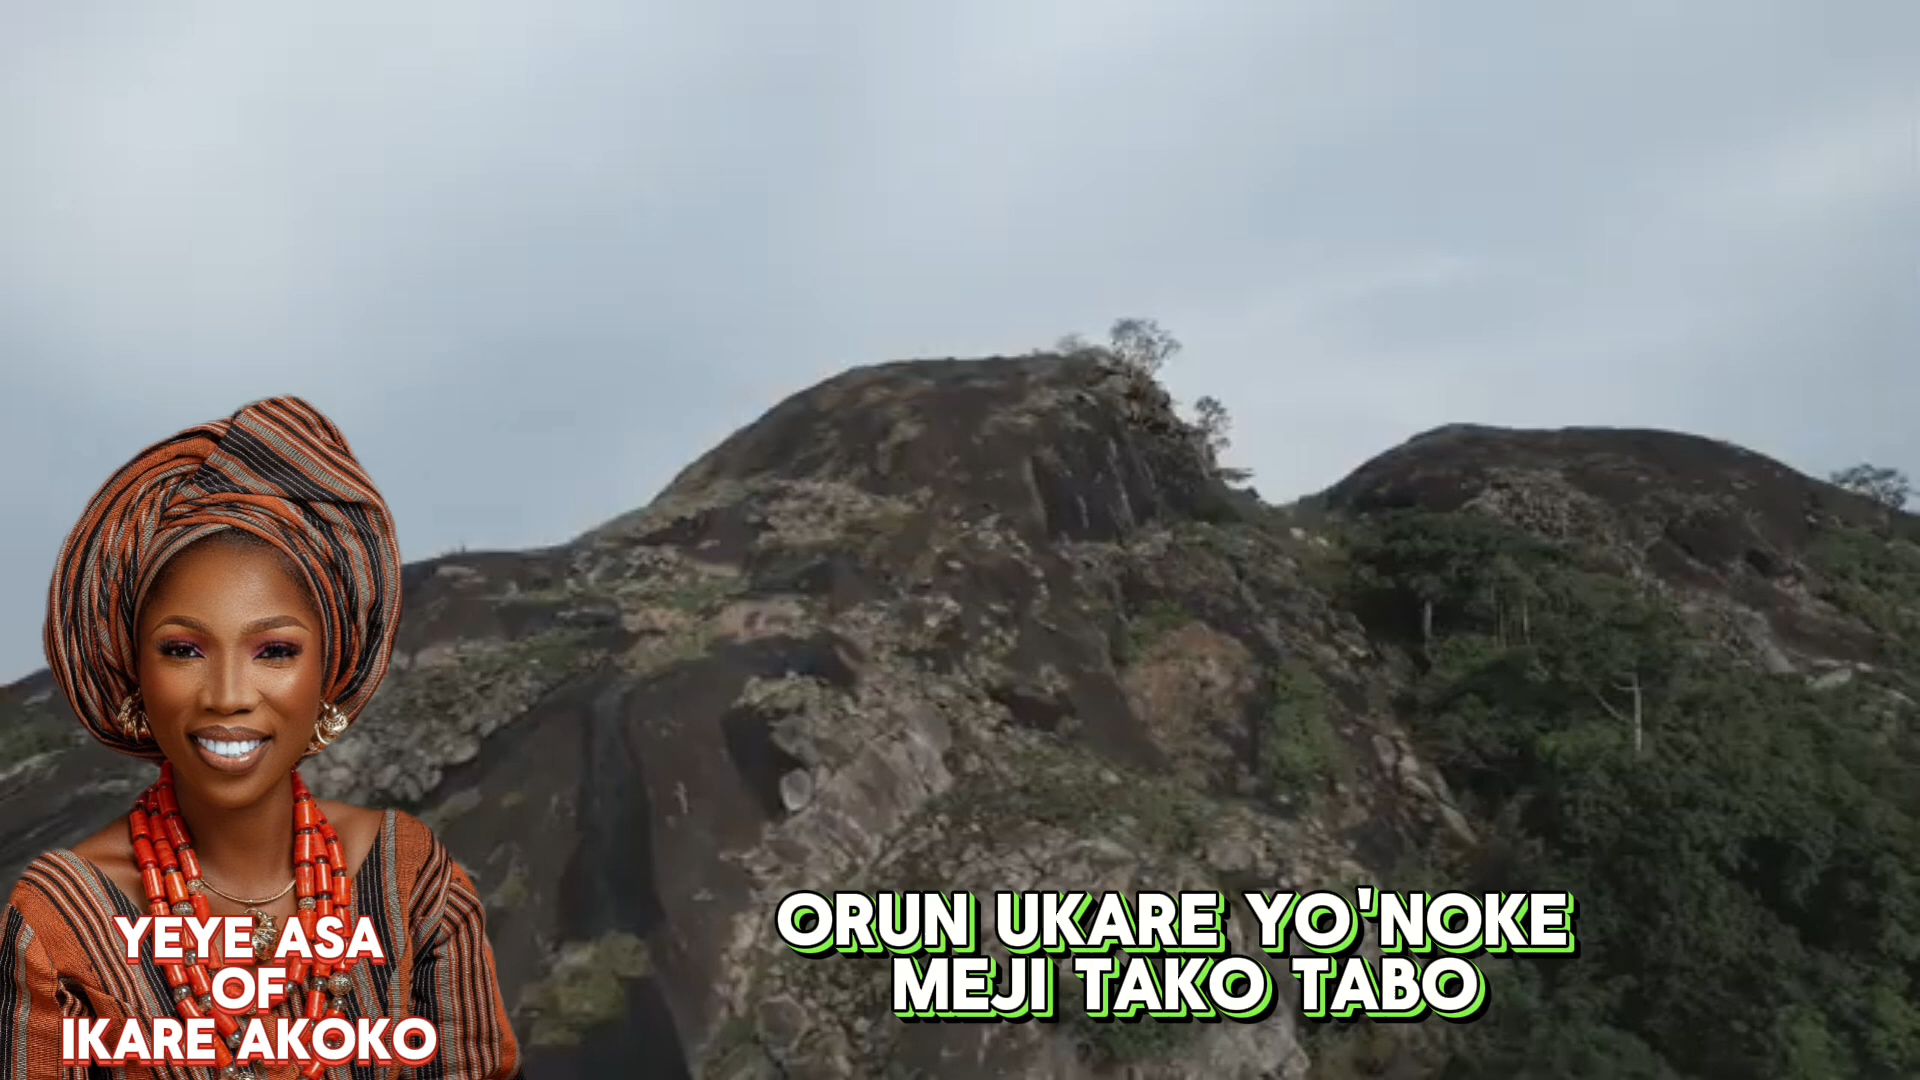 YEYE ASA
OF
IKARE AKOKO
ORUN UKARE YO'NOKE
MEJI TAKO TABO